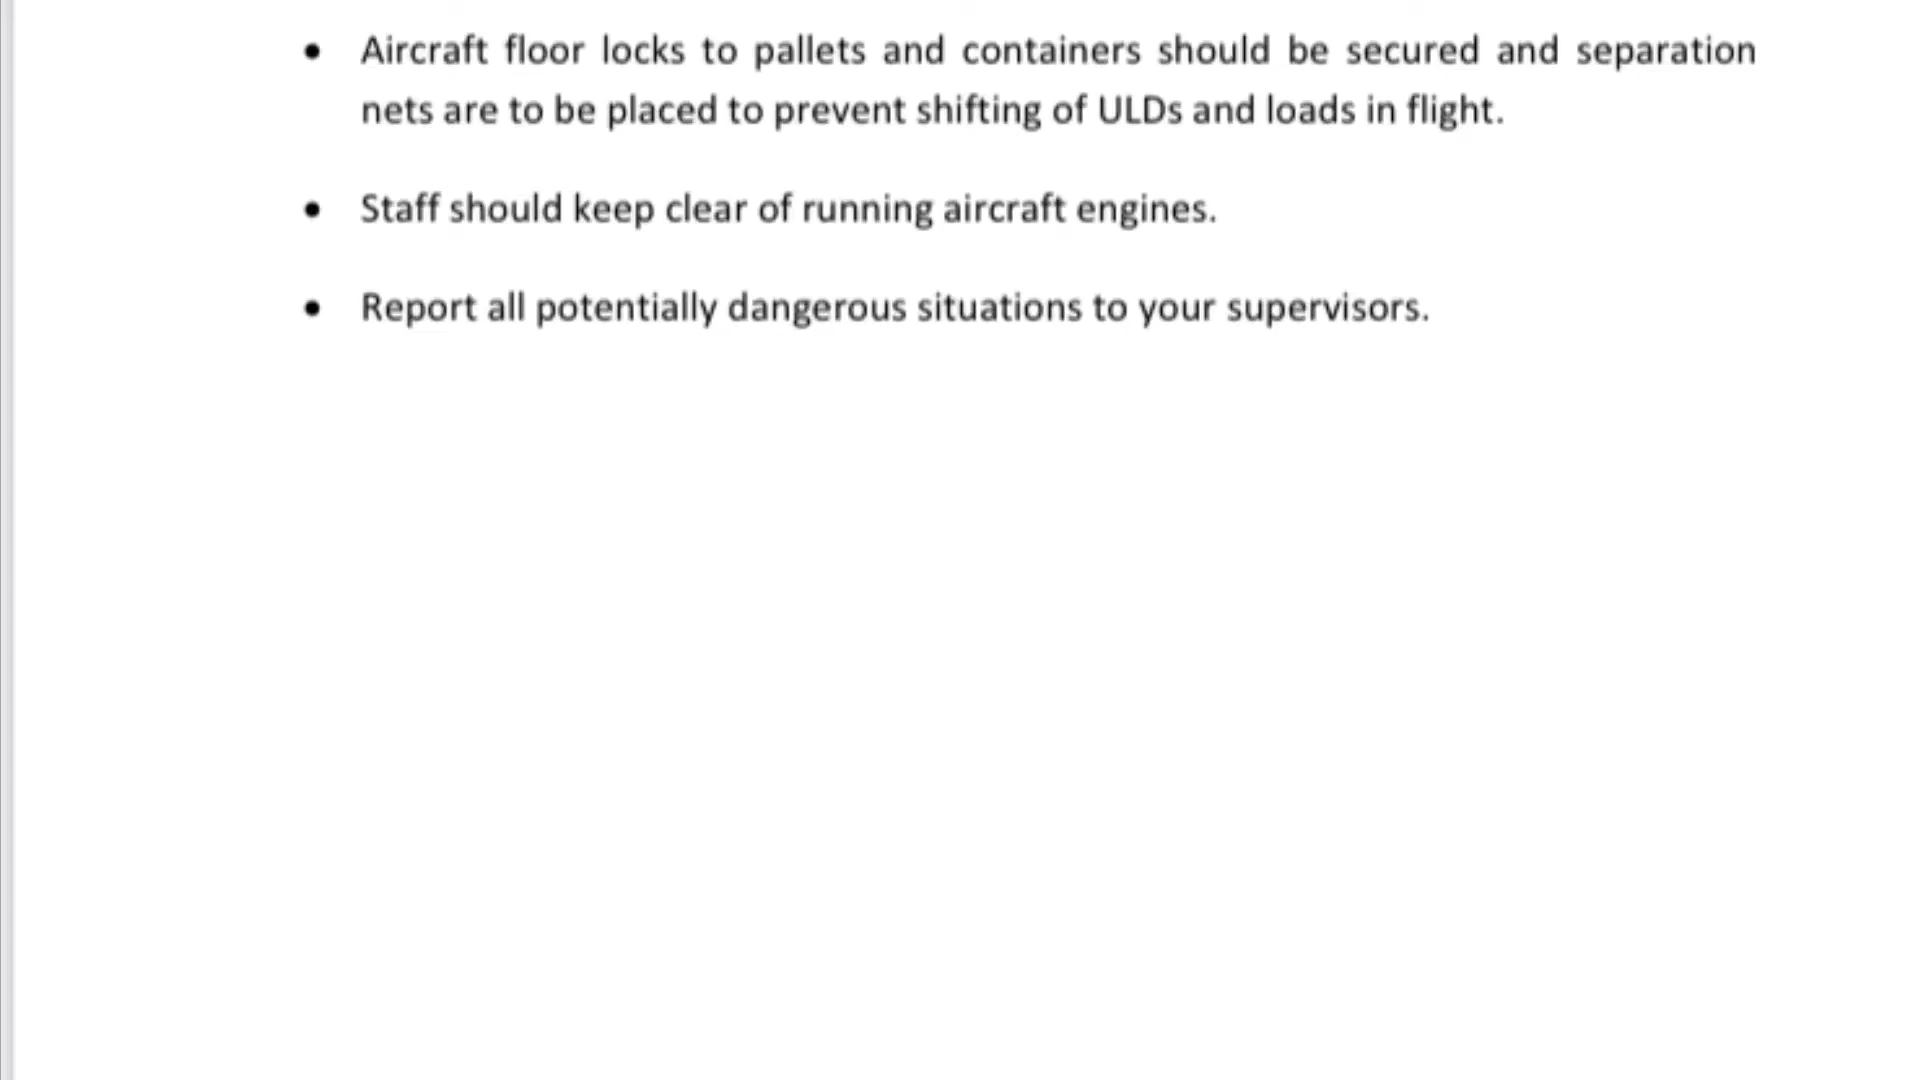 • Aircraft floor locks to pallets and containers should be secured and separation
nets are to be placed to prevent shifting of ULDs and loads in flight.
• Staff should keep clear of running aircraft engines.
• Report all potentially dangerous situations to your supervisors.